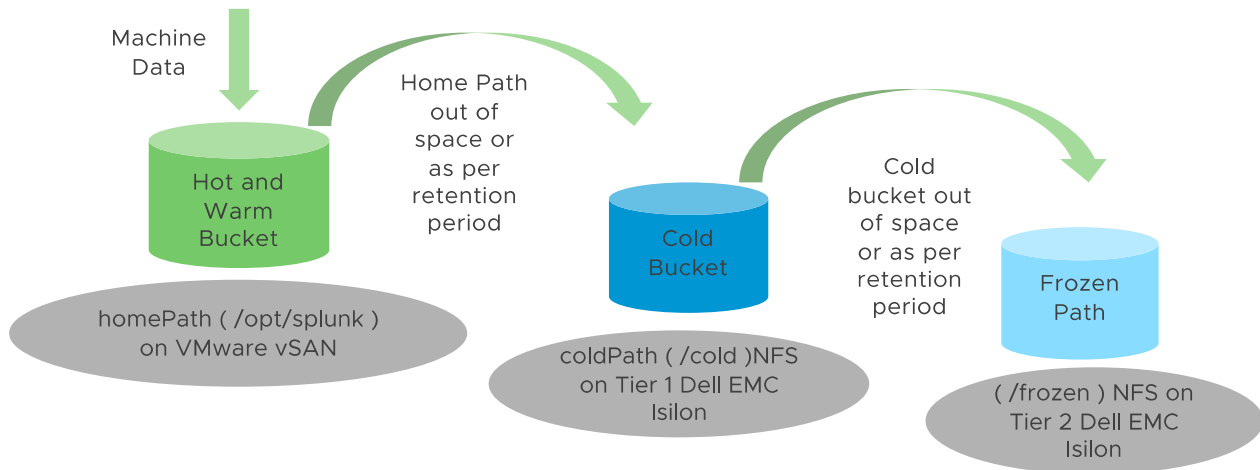 Machine
Data
Hot and
Warm
Bucket
homePath ( /opt/splunk )
on VMware vSAN
Home Path
out of
space or
as per
retention
period
Cold
Bucket
coldPath ( /cold )NFS
on Tier 1 Dell EMC
Isilon
Cold
bucket out
of space
or as per
retention
period
Frozen
Path
( /frozen ) NFS on
Tier 2 Dell EMC
Isilon